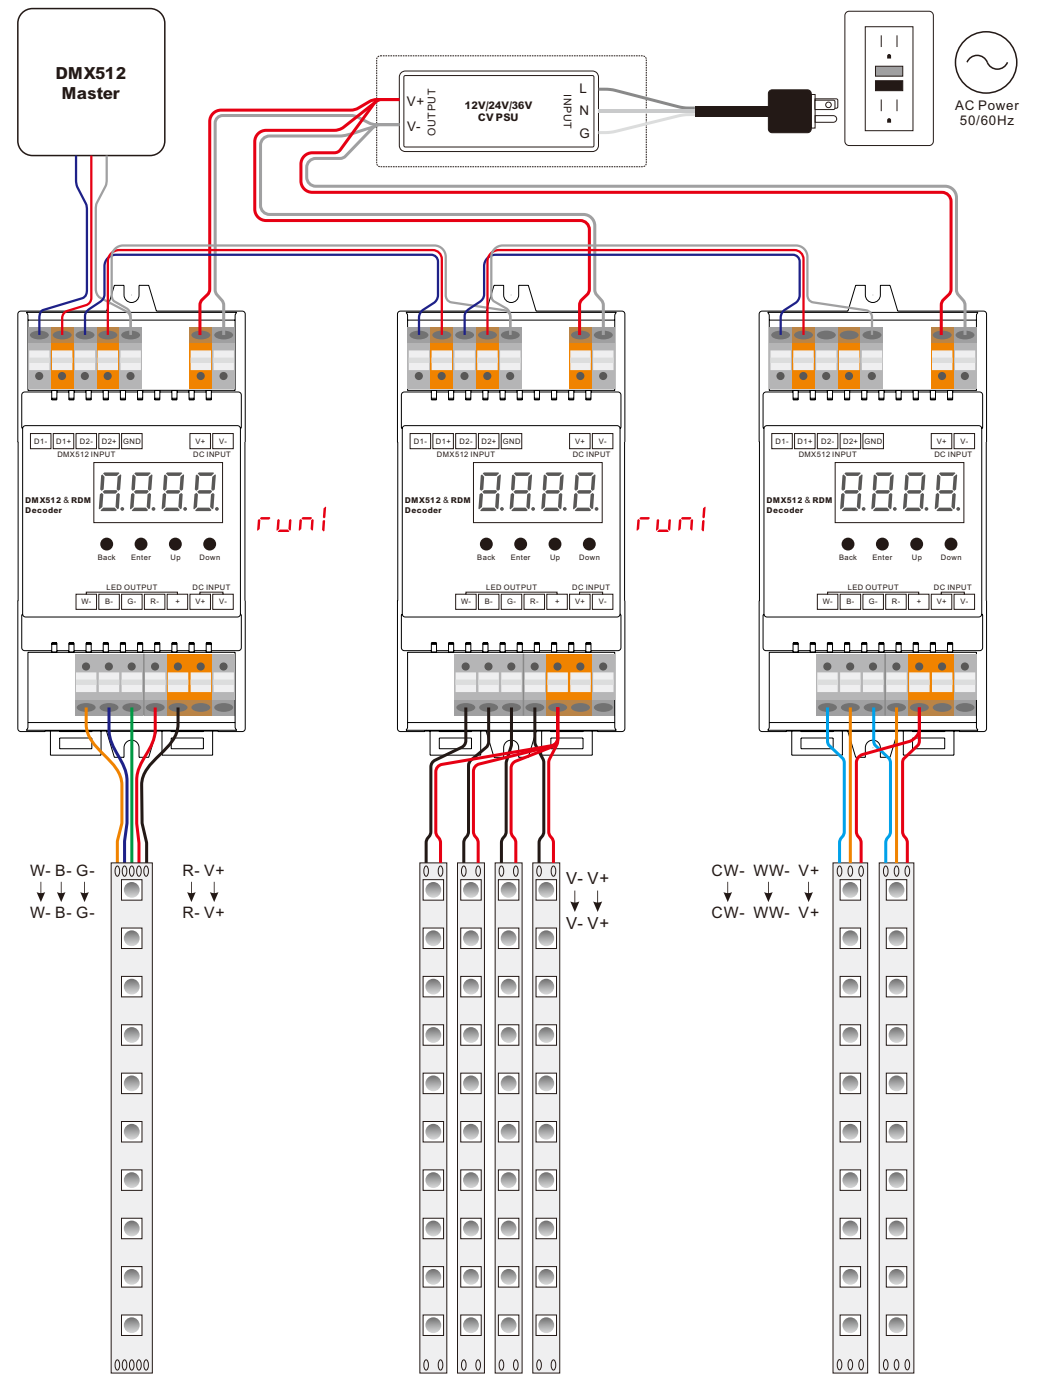 DMX512
Master
V+
V-
OUTPUT
12V/24V/36V
CV PSU
INPUT
L
N
G
AC Power
50/60Hz
D1- D1+ D2- D2+ GND V+ V-
DMX512 INPUT DC INPUT
8.8.8.8.
DMX512 & RDM
Decoder
Back Enter Up Down
LED OUTPUT DC INPUT
W- B- G- R- + V+ V-
run1
D1- D1+ D2- D2+ GND V+ V-
DMX512 INPUT DC INPUT
8.8.8.8.
DMX512 & RDM
Decoder
Back Enter Up Down
LED OUTPUT DC INPUT
W- B- G- R- + V+ V-
run1
D1- D1+ D2- D2+ GND V+ V-
DMX512 INPUT DC INPUT
8.8.8.8.
DMX512 & RDM
Decoder
Back Enter Up Down
LED OUTPUT DC INPUT
W- B- G- R- + V+ V-
W- B- G- R- V+
W- B- G- R- V+
V- V+
V- V+
CW- WW- V+
CW- WW- V+